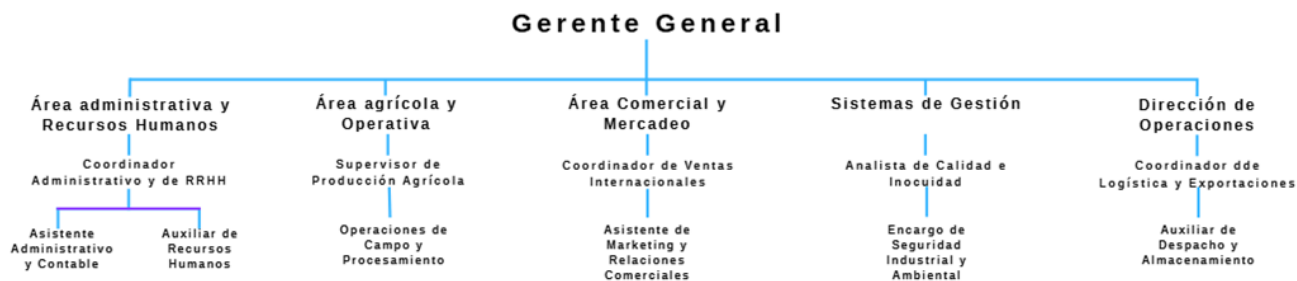 Gerente General
Área administrativa y
Recursos Humanos
Área agrícola y
Operativa
Área Comercial y
Mercadeo
Sistemas de Gestión
Dirección de
Operaciones
Coordinador
Administrativo y de RRHH
Supervisor de
Producción Agrícola
Coordinador de Ventas
Internacionales
Analista de Calidad e
Inocuidad
Coordinador dde
Logística y Exportaciones
Asistente
Administrativo
y Contable
Auxiliar de
Recursos
Humanos
Operaciones de
Campo y
Procesamiento
Asistente de
Marketing y
Relaciones
Comerciales
Encargo de
Seguridad
Industrial y
Ambiental
Auxiliar de
Despacho y
Almacenamiento